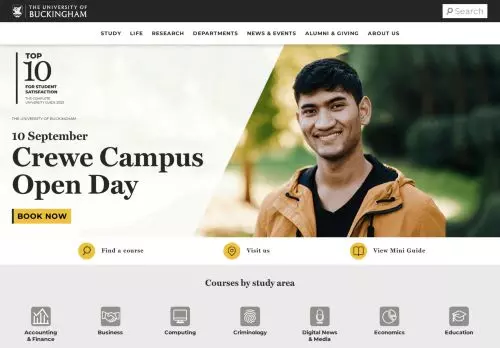 THE UNIVERSITY OF
BUCKINGHAM
Search
STUDY LIFE RESEARCH DEPARTMENTS NEWS & EVENTS ALUMNI & GIVING ABOUT US
TOP
10
FOR STUDENT
SATISFACTION
THE COMPLETE
UNIVERSITY GUIDE 2023
THE UNIVERSITY OF BUCKINGHAM
10 September
Crewe Campus
Open Day
BOOK NOW
Find a course Visit us View Mini Guide
Courses by study area
Accounting
& Finance
Business
Computing
Criminology
Digital News
& Media
Economics
Education